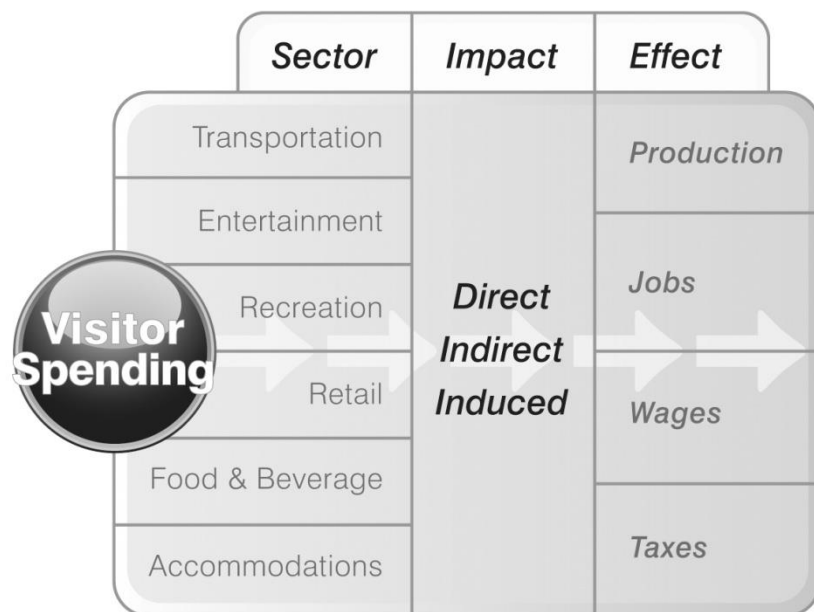 Sector
Impact
Effect
Transportation
Entertainment
Recreation
Retail
Food & Beverage
Accommodations
Visitor
Spending
Direct
Indirect
Induced
Production
Jobs
Wages
Taxes